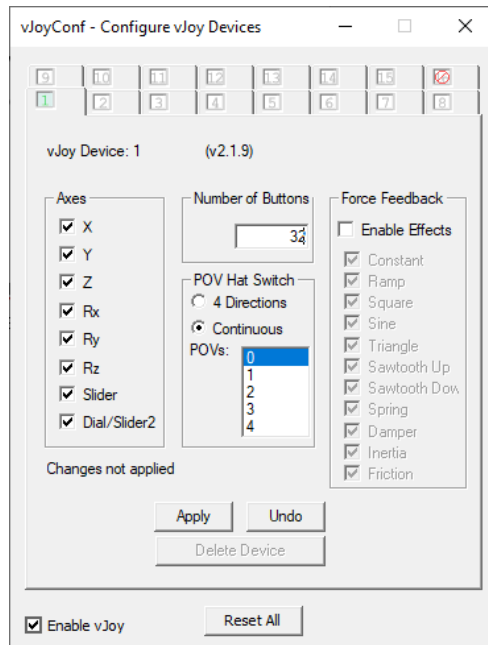 vJoyConf - Configure vJoy Devices
9 10 11 12 13 14 15
1 2 3 4 5 6 7 8
vJoy Device: 1 (v2.1.9)
Axes
X
Y
Z
Rx
Ry
Rz
Slider
Dial/Slider2
Number of Buttons
POV Hat Switch
4 Directions
Continuous
POVs:
0
1
2
3
4
Force Feedback
Enable Effects
Constant
Ramp
Square
Sine
Triangle
Sawtooth Up
Sawtooth Dow
Spring
Damper
Inertia
Friction
Changes not applied
Apply Undo
Delete Device
Enable vJoy Reset All